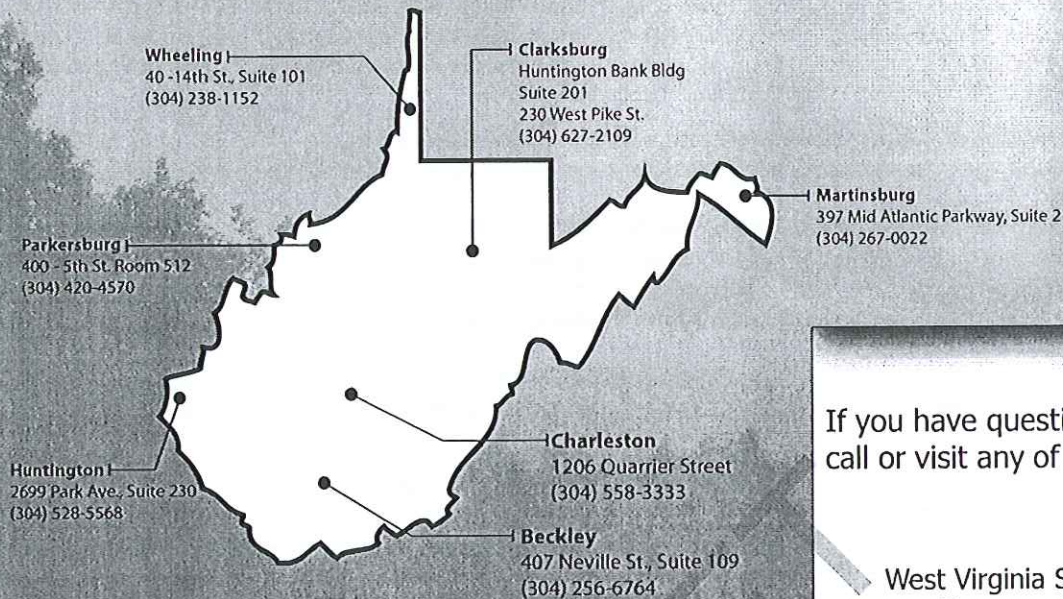 Wheeling
40 -14th St., Suite 101
(304) 238-1152
Clarksburg
Huntington Bank Bldg
Suite 201
230 West Pike St.
(304) 627-2109
Martinsburg
397 Mid Atlantic Parkway, Suite 2
(304) 267-0022
Parkersburg
400 - 5th St. Room 512
(304) 420-4570
Huntington
2699 Park Ave., Suite 230
(304) 528-5568
Charleston
1206 Quarrier Street
(304) 558-3333
Beckley
407 Neville St., Suite 109
(304) 256-6764
If you have questi
call or visit any of
West Virginia S